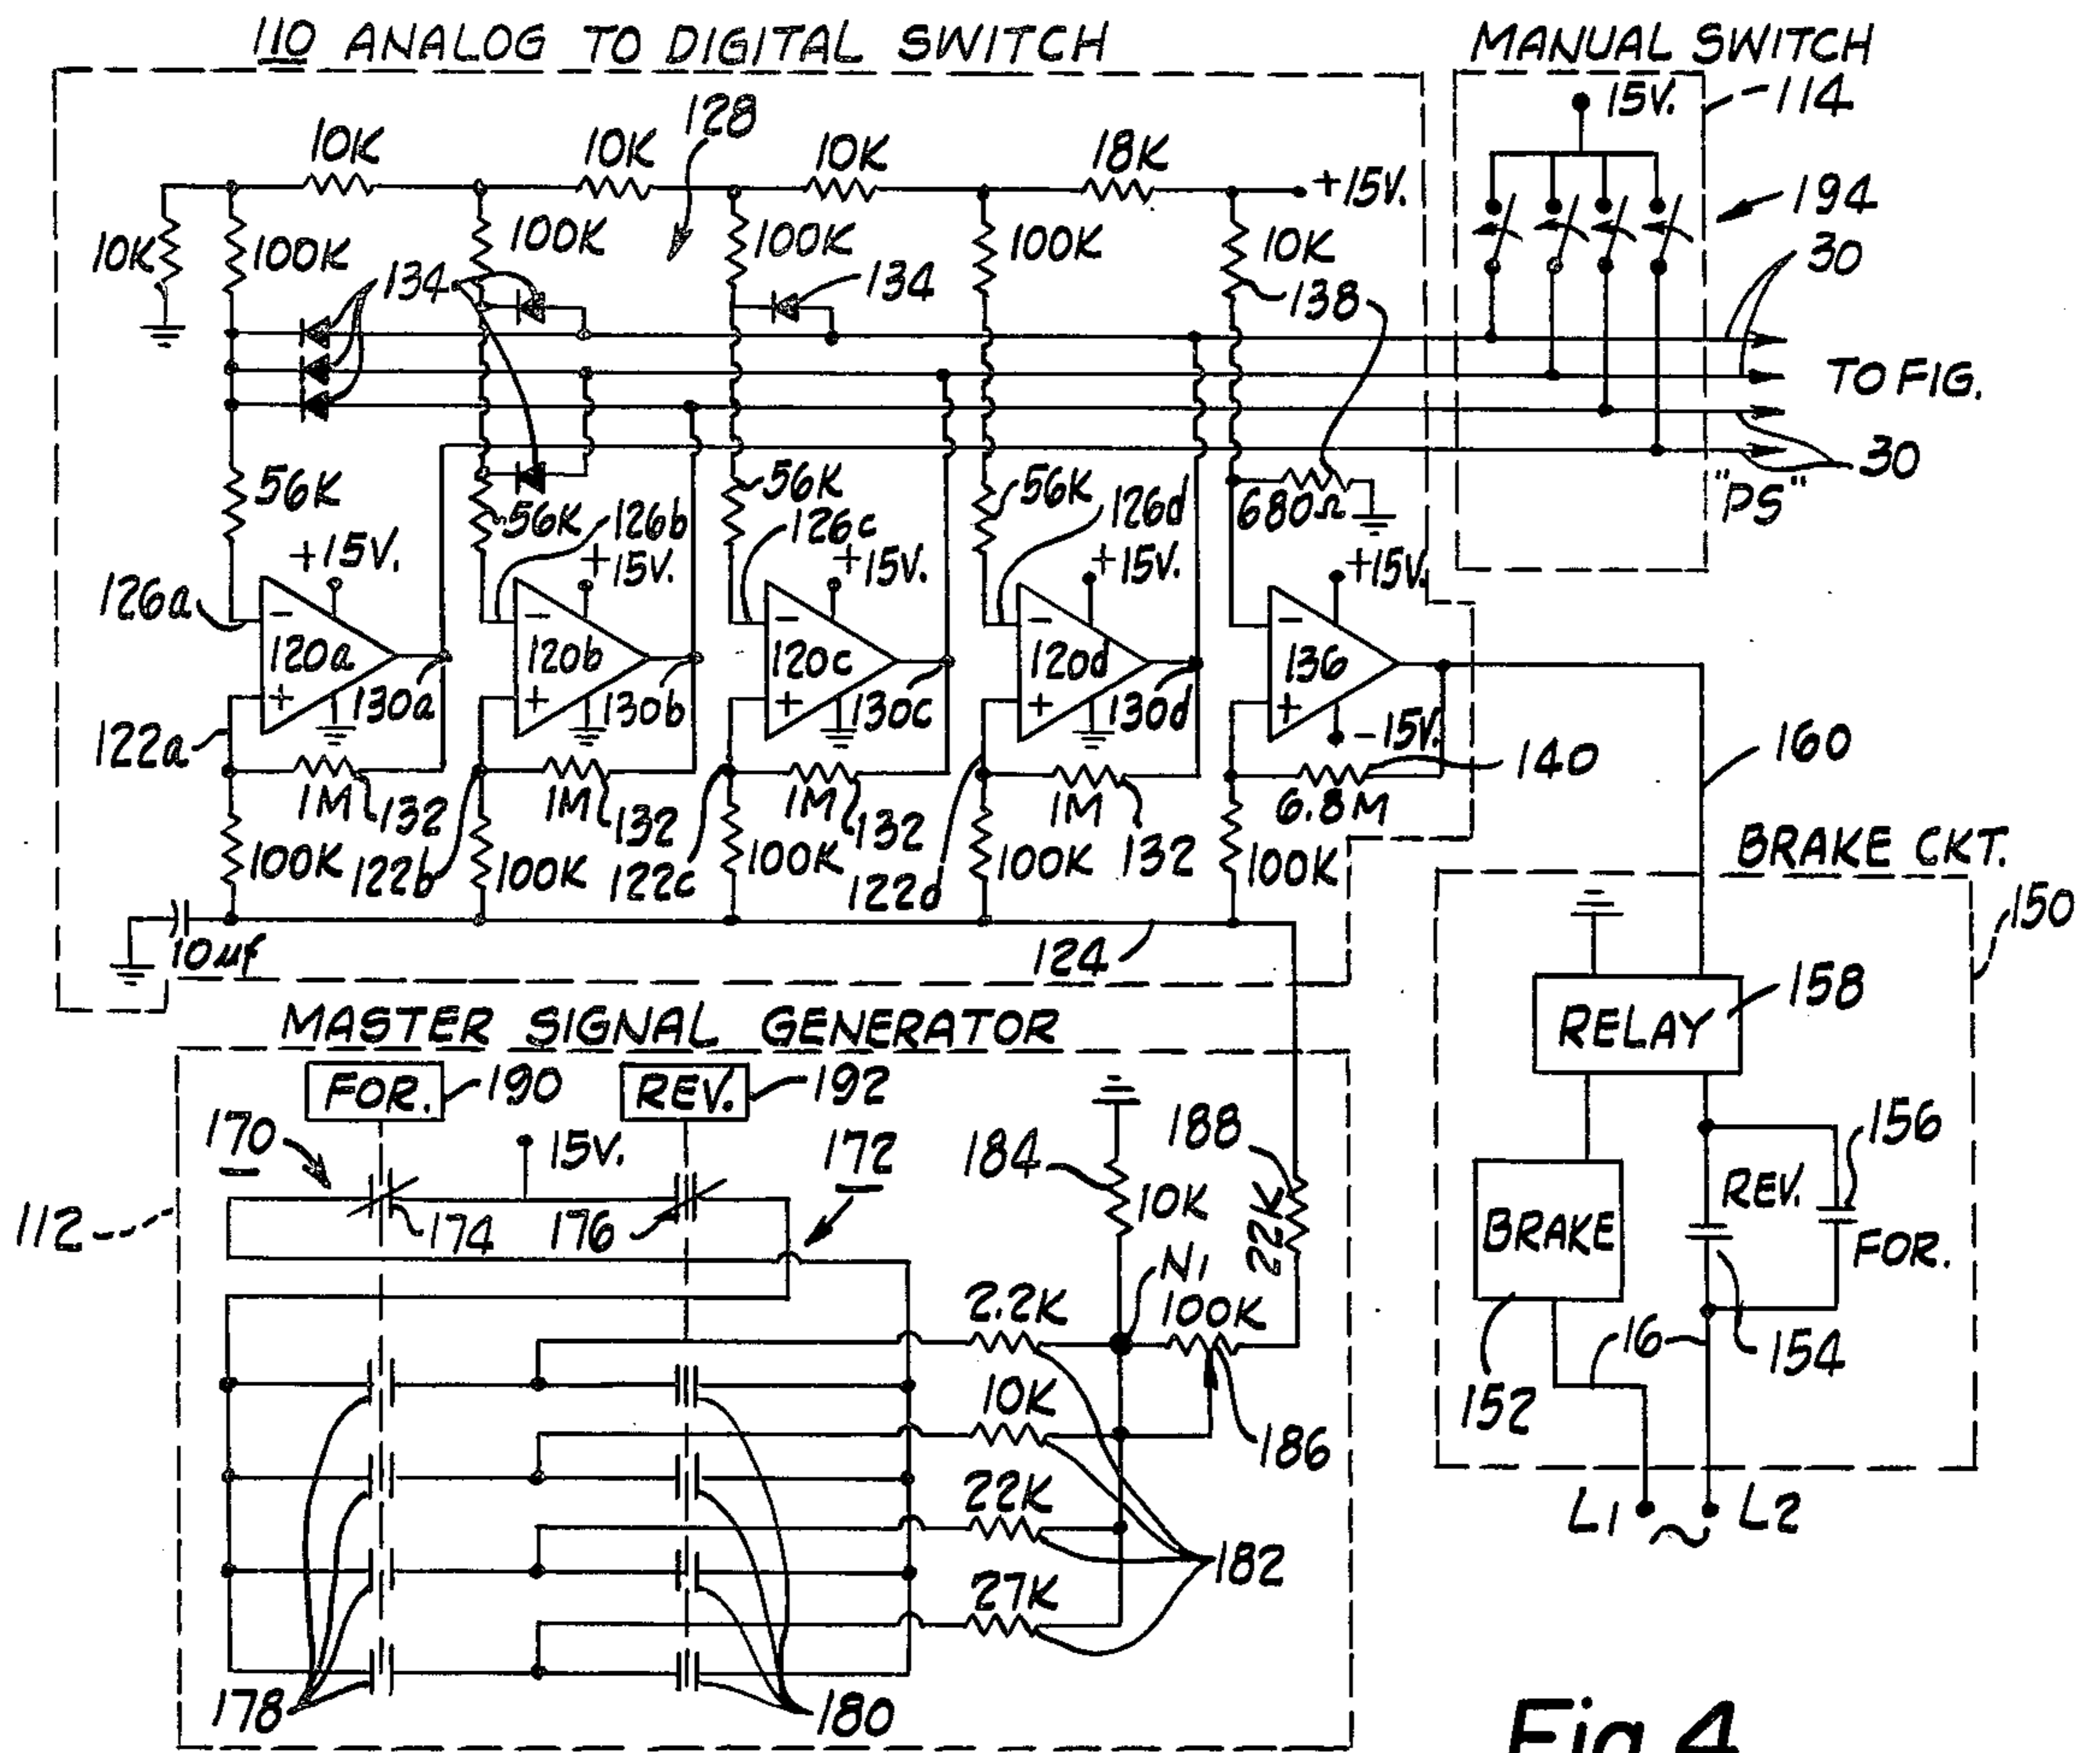 110 ANALOG TO DIGITAL SWITCH
MANUAL SWITCH
15V.
114
128
10K
10K
10K
18K
+15V.
194
10K
100K
100K
100K
100K
10K
30
134
134
138
TO FIG.
30
"PS"
56K
56K
56K
56K
680Ω
126a
126b
126c
126d
+15V.
+15V.
+15V.
+15V.
+15V.
120a
120b
120c
120d
136
- + - + - + - + - +
130a
130b
130c
130d
-15V.
122a
122b
122c
122d
1M
132
1M
132
1M
132
1M
132
6.8M
140
160
100K
100K
100K
100K
100K
10μf
124
BRAKE CKT.
150
RELAY
158
156
REV.
FOR.
BRAKE
154
152
16
L1
~
L2
MASTER SIGNAL GENERATOR
FOR.
190
REV.
192
170
15V.
172
184
188
112
174
176
10K
22K
N1
2.2K
100K
10K
186
22K
182
27K
178
180
Fig 4